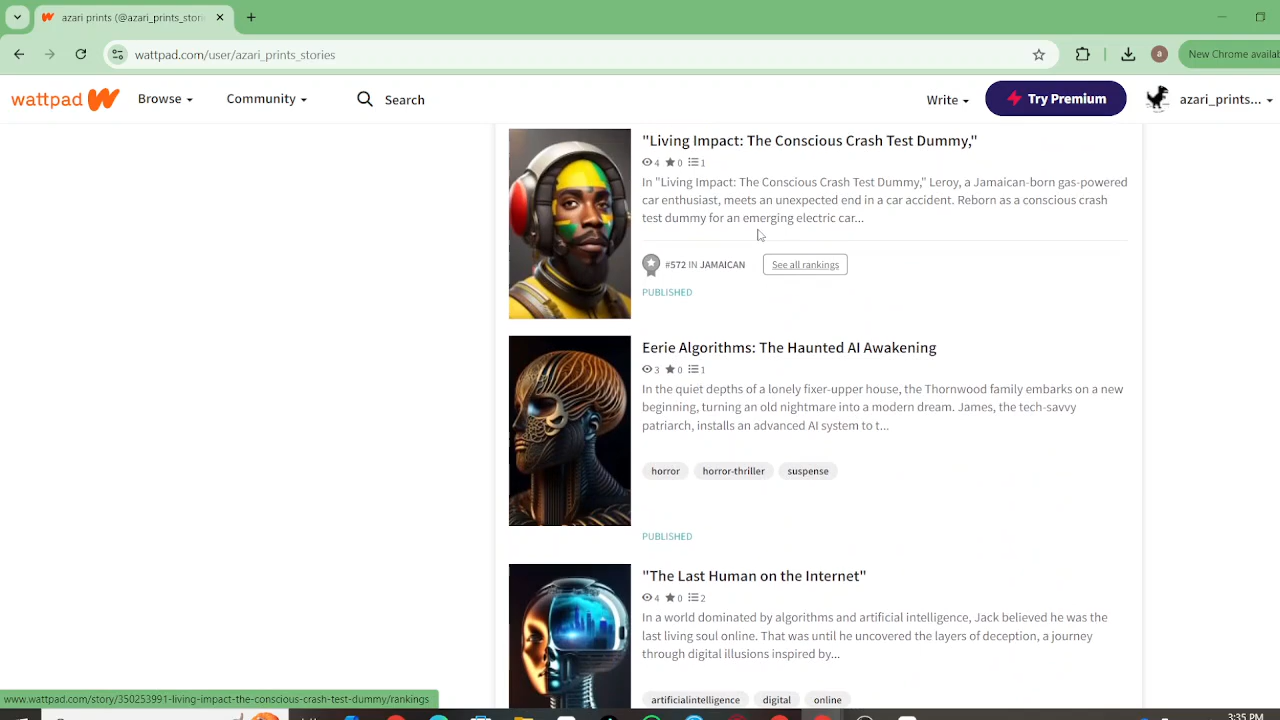 azari prints (@azari_prints_stori
wattpad.com/user/azari_prints_stories
a
New Chrome availab
wattpad
Browse
Community
Search
Write
Try Premium
azari_prints...
"Living Impact: The Conscious Crash Test Dummy,"
4 0 1
In "Living Impact: The Conscious Crash Test Dummy," Leroy, a Jamaican-born gas-powered
car enthusiast, meets an unexpected end in a car accident. Reborn as a conscious crash
test dummy for an emerging electric car...
#572 IN JAMAICAN
See all rankings
PUBLISHED
Eerie Algorithms: The Haunted AI Awakening
3 0 1
In the quiet depths of a lonely fixer-upper house, the Thornwood family embarks on a new
beginning, turning an old nightmare into a modern dream. James, the tech-savvy
patriarch, installs an advanced AI system to t...
horror horror-thriller suspense
PUBLISHED
"The Last Human on the Internet"
4 0 2
In a world dominated by algorithms and artificial intelligence, Jack believed he was the
last living soul online. That was until he uncovered the layers of deception, a journey
through digital illusions inspired by...
artificialintelligence digital online
www.wattpad.com/story/350253991-living-impact-the-conscious-crash-test-dummy/rankings
3:35 PM